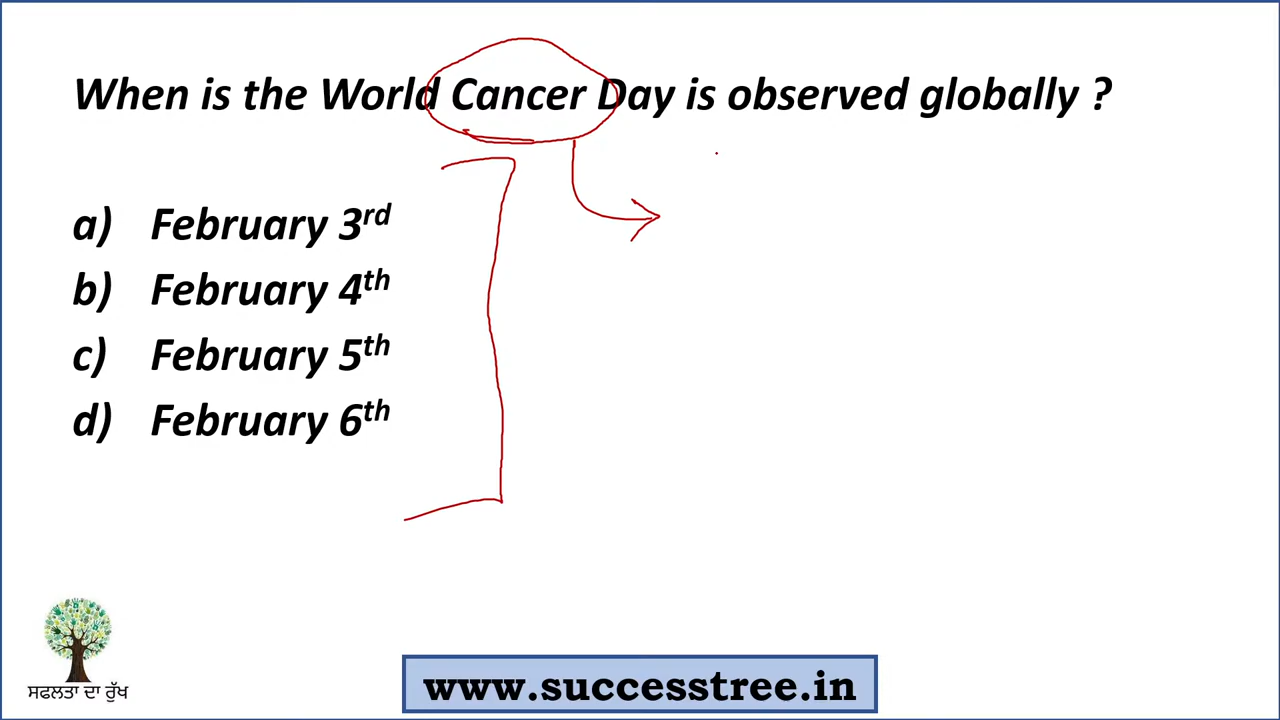 When is the World Cancer Day is observed globally ?
a) February 3rd
b) February 4th
c) February 5th
d) February 6th
ਸਫਲਤਾ ਦਾ ਰੁੱਖ
www.successtree.in